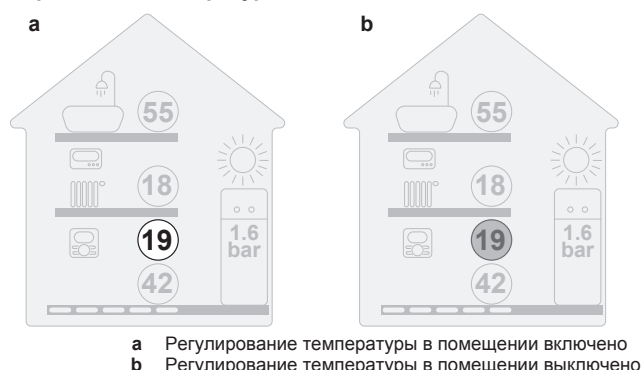 a b
55 55
18 18
19 19
1.6 1.6
bar bar
42 42
a Регулирование температуры в помещении включено
b Регулирование температуры в помещении выключено